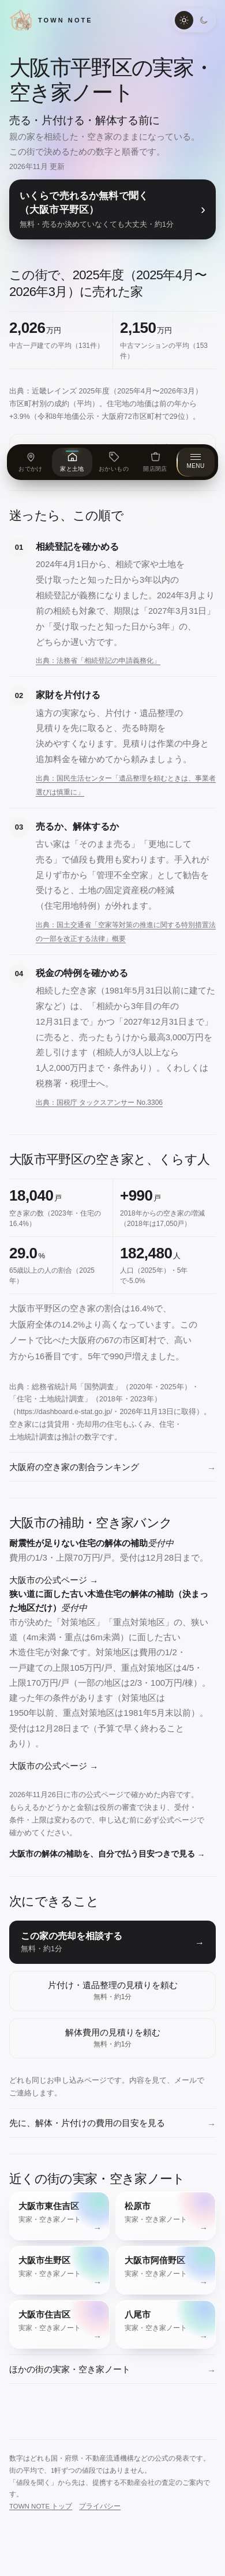 TOWN NOTE
大阪市平野区の実家・
空き家ノート
売る・片付ける・解体する前に
親の家を相続した・空き家のままになっている。
この街で決めるための数字と順番です。
2026年11月 更新
いくらで売れるか無料で聞く
（大阪市平野区）
無料・売るか決めていなくても大丈夫・約1分
›
この街で、2025年度（2025年4月〜
2026年3月）に売れた家
2,026万円
中古一戸建ての平均（131件）
2,150万円
中古マンションの平均（153
件）
出典：近畿レインズ 2025年度（2025年4月〜2026年3月）
市区町村別の成約（平均）。住宅地の地価は前の年から
+3.9%（令和8年地価公示・大阪府72市区町村で29位）。
おでかけ
家と土地
おかいもの
開店閉店
MENU
迷ったら、この順で
01 相続登記を確かめる
2024年4月1日から、相続で家や土地を
受け取ったと知った日から3年以内の
相続登記が義務になりました。2024年3月より
前の相続も対象で、期限は「2027年3月31日」
か「受け取ったと知った日から3年」の、
どちらか遅い方です。
出典：法務省「相続登記の申請義務化」
02 家財を片付ける
遠方の実家なら、片付け・遺品整理の
見積りを先に取ると、売る時期を
決めやすくなります。見積りは作業の中身と
追加料金を確かめてから頼みましょう。
出典：国民生活センター「遺品整理を頼むときは、事業者
選びは慎重に」
03 売るか、解体するか
古い家は「そのまま売る」「更地にして
売る」で値段も費用も変わります。手入れが
足りず市から「管理不全空家」として勧告を
受けると、土地の固定資産税の軽減
（住宅用地特例）が外れます。
出典：国土交通省「空家等対策の推進に関する特別措置法
の一部を改正する法律」概要
04 税金の特例を確かめる
相続した空き家（1981年5月31日以前に建てた
家など）は、「相続から3年目の年の
12月31日まで」かつ「2027年12月31日まで」
に売ると、売ったもうけから最高3,000万円を
差し引けます（相続人が3人以上なら
1人2,000万円まで・条件あり）。くわしくは
税務署・税理士へ。
出典：国税庁 タックスアンサー No.3306
大阪市平野区の空き家と、くらす人
18,040戸
空き家の数（2023年・住宅の
16.4%）
+990戸
2018年からの空き家の増減
（2018年は17,050戸）
29.0%
65歳以上の人の割合（2025
年）
182,480人
人口（2025年）・5年
で-5.0%
大阪市平野区の空き家の割合は16.4%で、
大阪府全体の14.2%より高くなっています。この
ノートで比べた大阪府の67の市区町村で、高い
方から16番目です。5年で990戸増えました。
出典：総務省統計局「国勢調査」（2020年・2025年）・
「住宅・土地統計調査」（2018年・2023年）
（https://dashboard.e-stat.go.jp/・2026年11月13日に取得）。
空き家には賃貸用・売却用の住宅もふくみ、住宅・
土地統計調査は推計の数字です。
大阪府の空き家の割合ランキング →
大阪市の補助・空き家バンク
耐震性が足りない住宅の解体の補助受付中
費用の1/3・上限70万円/戸。受付は12月28日まで。
大阪市の公式ページ →
狭い道に面した古い木造住宅の解体の補助（決まっ
た地区だけ）受付中
市が決めた「対策地区」「重点対策地区」の、狭い
道（4m未満・重点は6m未満）に面した古い
木造住宅が対象です。対策地区は費用の1/2・
一戸建ての上限105万円/戸、重点対策地区は4/5・
上限170万円/戸（一部の地区は2/3・100万円/棟）。
建った年の条件があります（対策地区は
1950年以前、重点対策地区は1981年5月末以前）。
受付は12月28日まで（予算で早く終わること
あり）。
大阪市の公式ページ →
2026年11月26日に市の公式ページで確かめた内容です。
もらえるかどうかと金額は役所の審査で決まり、受付・
条件・上限は変わるので、申し込む前に必ず公式ページで
確かめてください。
大阪市の解体の補助を、自分で払う目安つきで見る →
次にできること
この家の売却を相談する
無料・約1分
→
片付け・遺品整理の見積りを頼む
無料・約1分
解体費用の見積りを頼む
無料・約1分
どれも同じお申し込みページです。内容を見て、メールで
ご連絡します。
先に、解体・片付けの費用の目安を見る →
近くの街の実家・空き家ノート
大阪市東住吉区
実家・空き家ノート
→
松原市
実家・空き家ノート
→
大阪市生野区
実家・空き家ノート
→
大阪市阿倍野区
実家・空き家ノート
→
大阪市住吉区
実家・空き家ノート
→
八尾市
実家・空き家ノート
→
ほかの街の実家・空き家ノート →
数字はどれも国・府県・不動産流通機構などの公式の発表です。
街の平均で、1軒ずつの値段ではありません。
「値段を聞く」から先は、提携する不動産会社の査定のご案内で
す。
TOWN NOTE トップ プライバシー